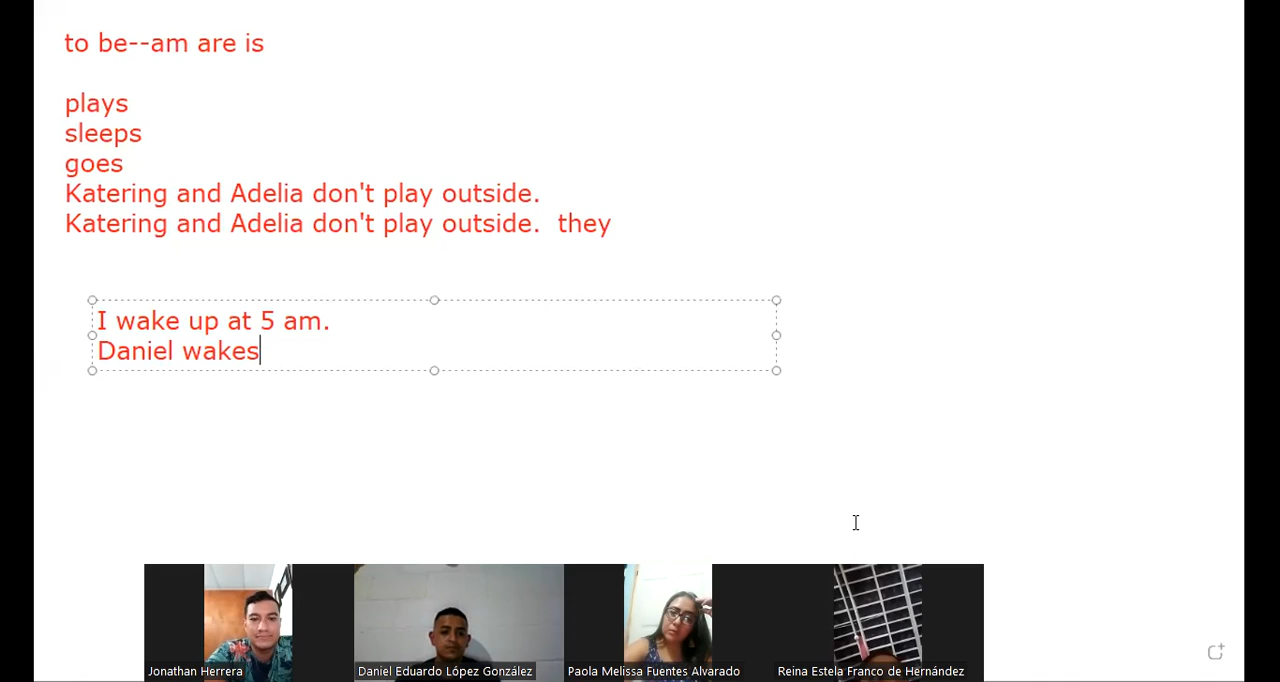 to be--am are is
plays
sleeps
goes
Katering and Adelia don't play outside.
Katering and Adelia don't play outside.  they
I wake up at 5 am.
Daniel wakes
Jonathan Herrera
Daniel Eduardo López González
Paola Melissa Fuentes Alvarado
Reina Estela Franco de Hernández